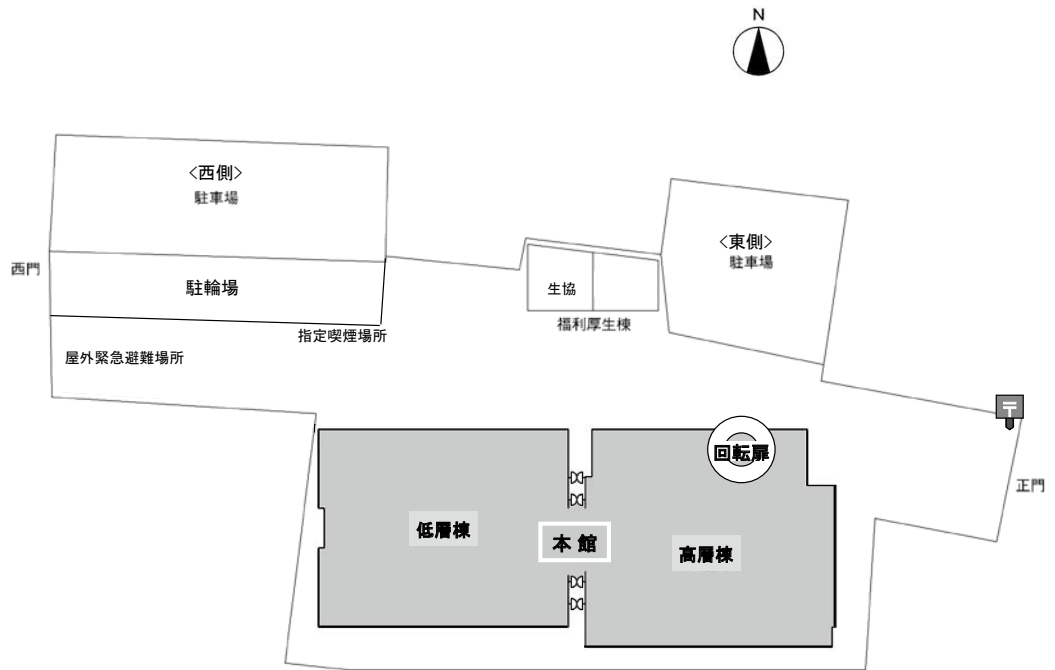 N
<西側>
駐車場
<東側>
駐車場
西門
駐輪場
生協
福利厚生棟
指定喫煙場所
屋外緊急避難場所
〒
回転扉
正門
低層棟
本館
高層棟